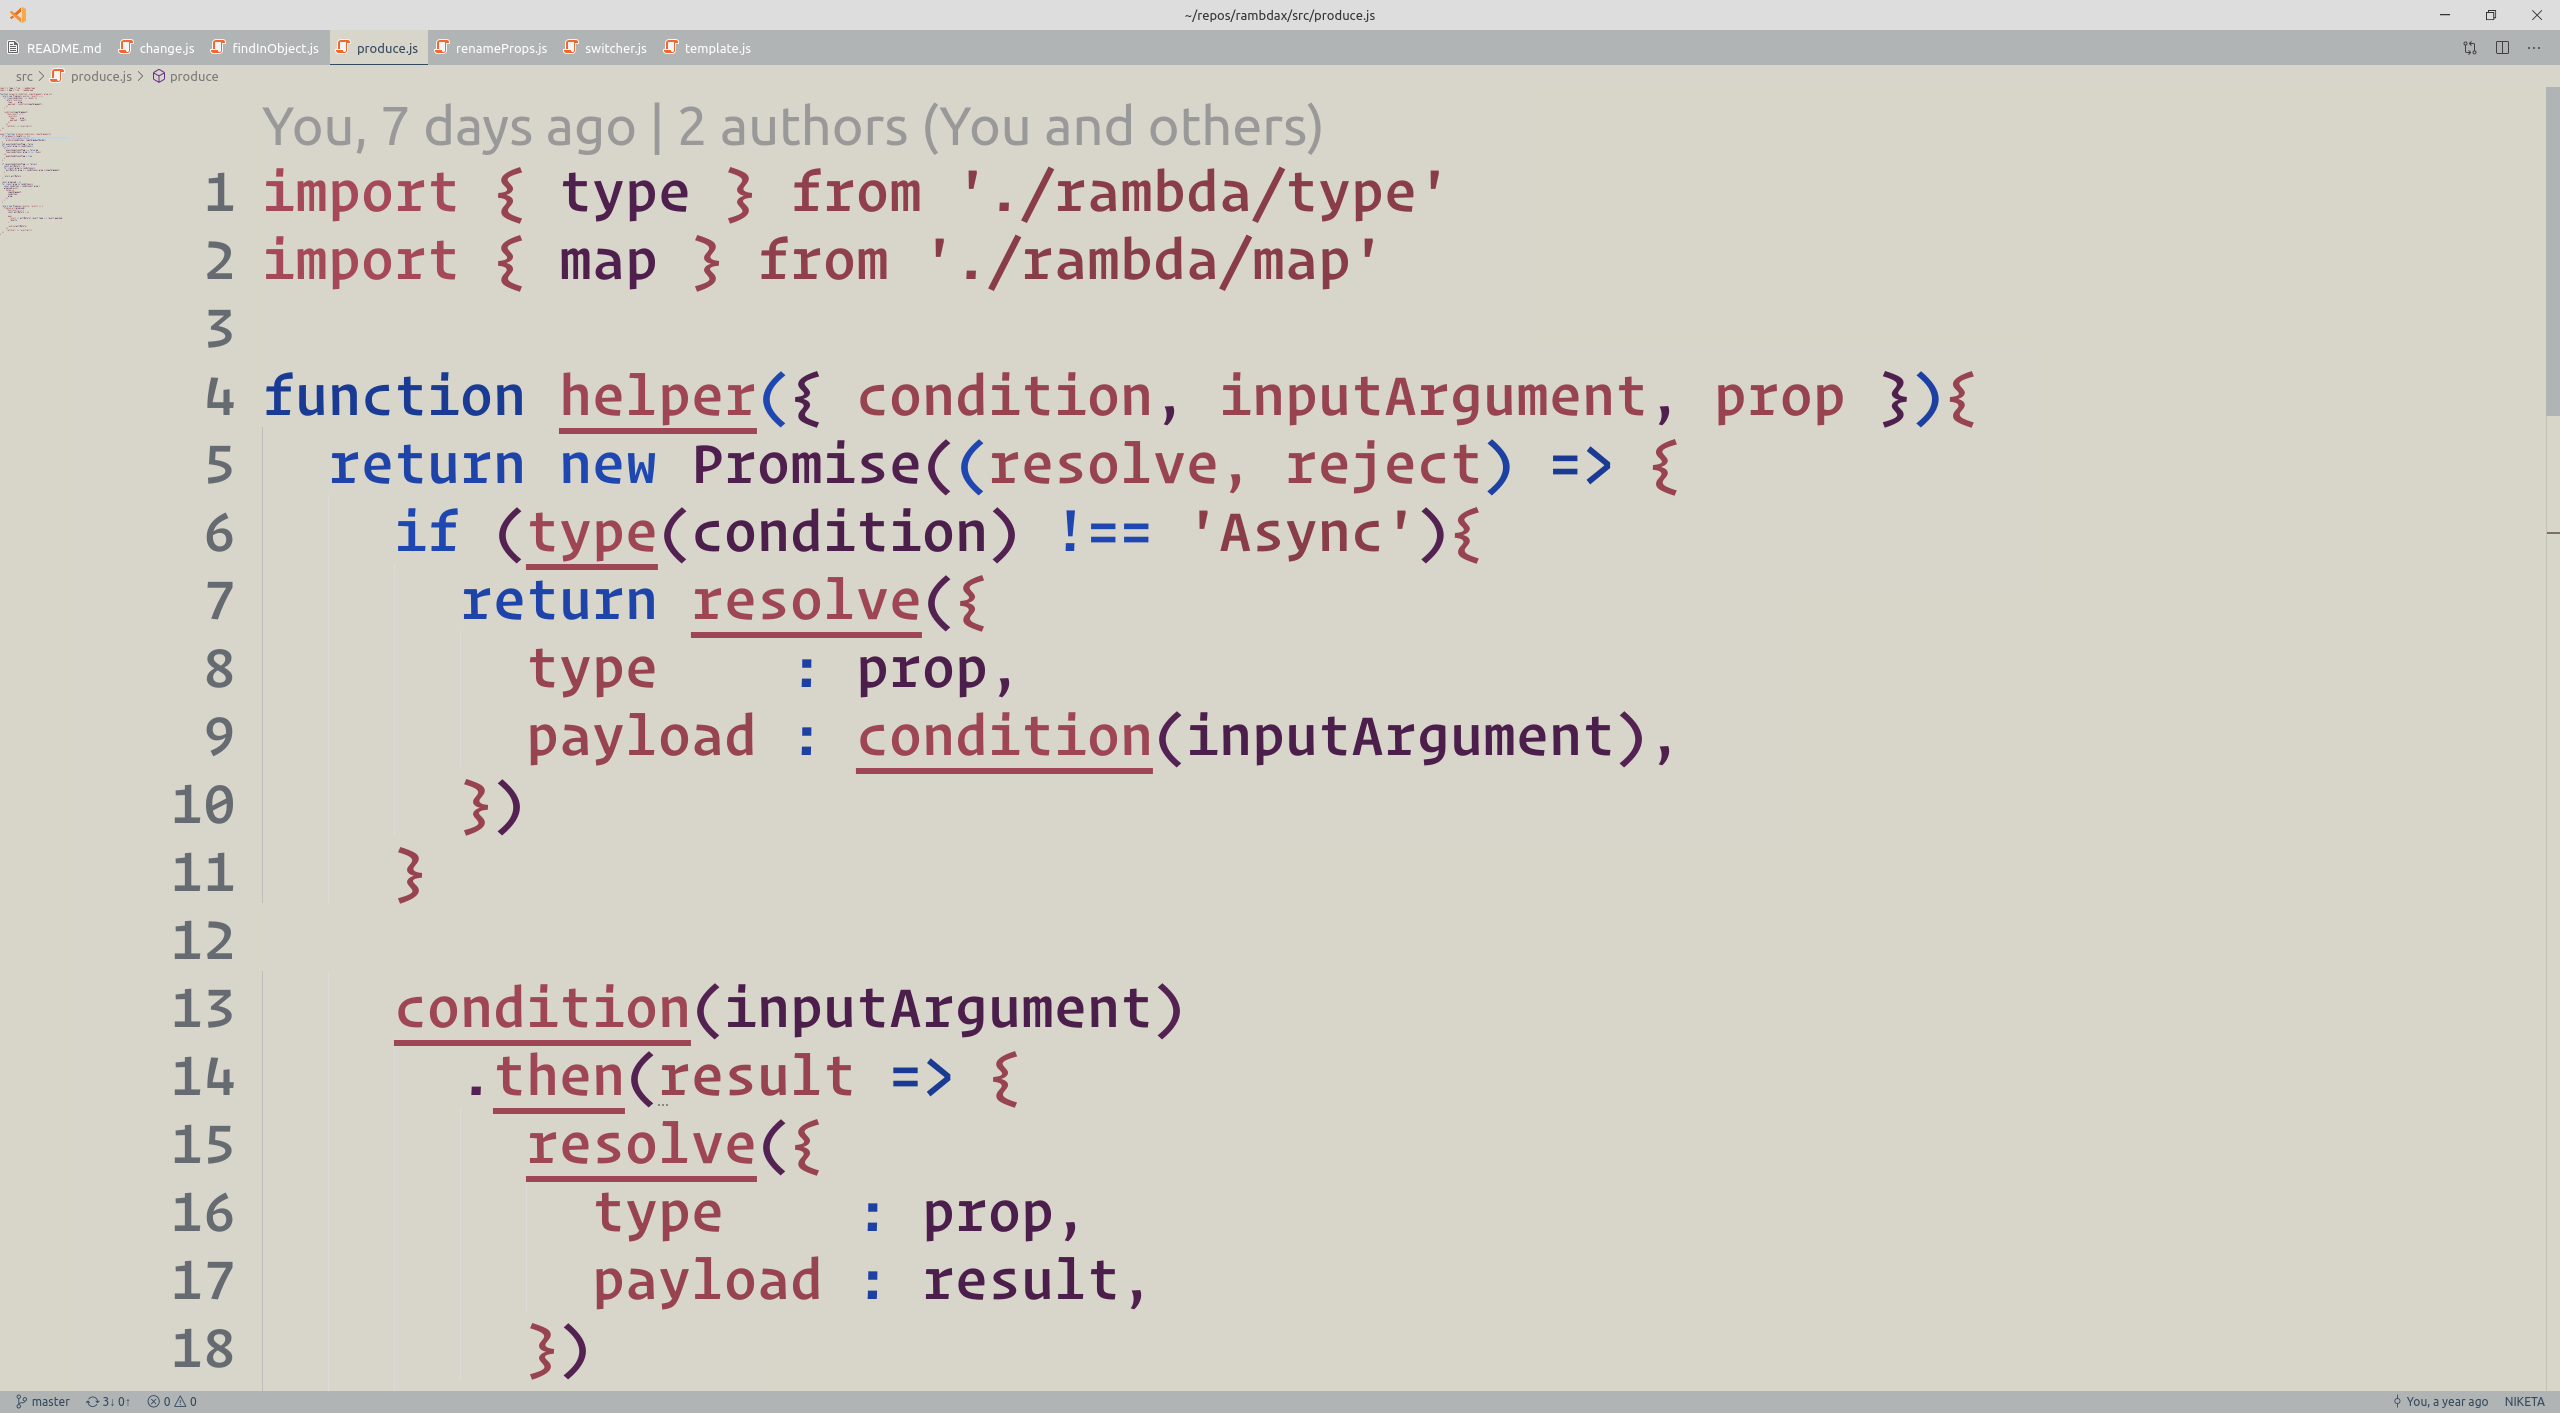 ~/repos/rambdax/src/produce.js
README.md change.js findInObject.js produce.js renameProps.js switcher.js template.js
src > produce.js > produce
You, 7 days ago | 2 authors (You and others)
1 import { type } from './rambda/type'
2 import { map } from './rambda/map'
3
4 function helper({ condition, inputArgument, prop }){
5   return new Promise((resolve, reject) => {
6     if (type(condition) !== 'Async'){
7       return resolve({
8         type    : prop,
9         payload : condition(inputArgument),
10       })
11     }
12
13     condition(inputArgument)
14       .then(result => {
15         resolve({
16           type    : prop,
17           payload : result,
18         })
master 3↓ 0↑ 0 0 You, a year ago NIKETA